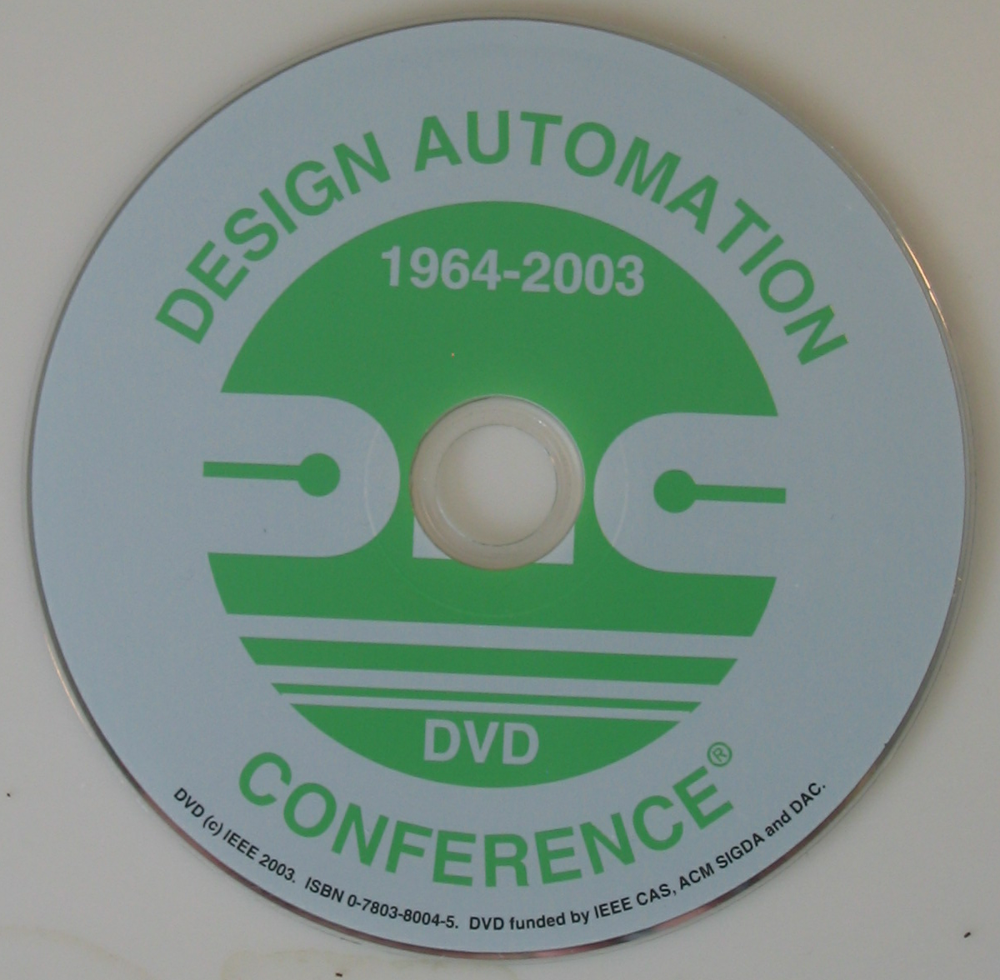 DESIGN AUTOMATION
1964-2003
DVD
CONFERENCE®
DVD (c) IEEE 2003. ISBN 0-7803-8004-5. DVD funded by IEEE CAS, ACM SIGDA and DAC.